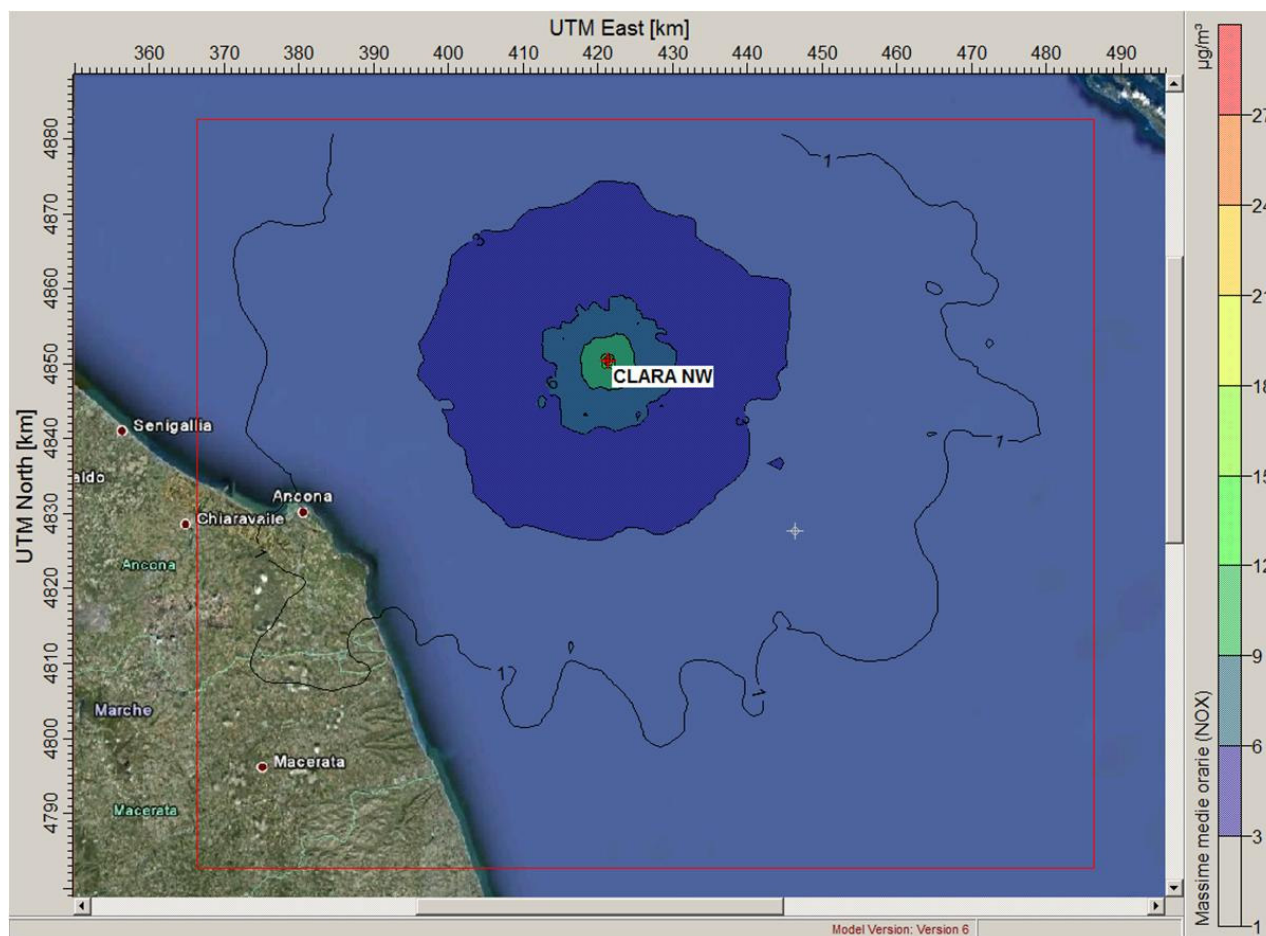 UTM East [km]
360 370 380 390 400 410 420 430 440 450 460 470 480 490
µg/m³
27
24
21
18
15
12
9
6
3
1
Massime medie orarie (NOX)
UTM North [km]
4880
4870
4860
4850
4840
4830
4820
4810
4800
4790
1
3
6
CLARA NW
3
1
Senigallia
aldo
Ancona
Chiaravalle
1
Ancona
1
1
Marche
Macerata
Macerata
Model Version: Version 6